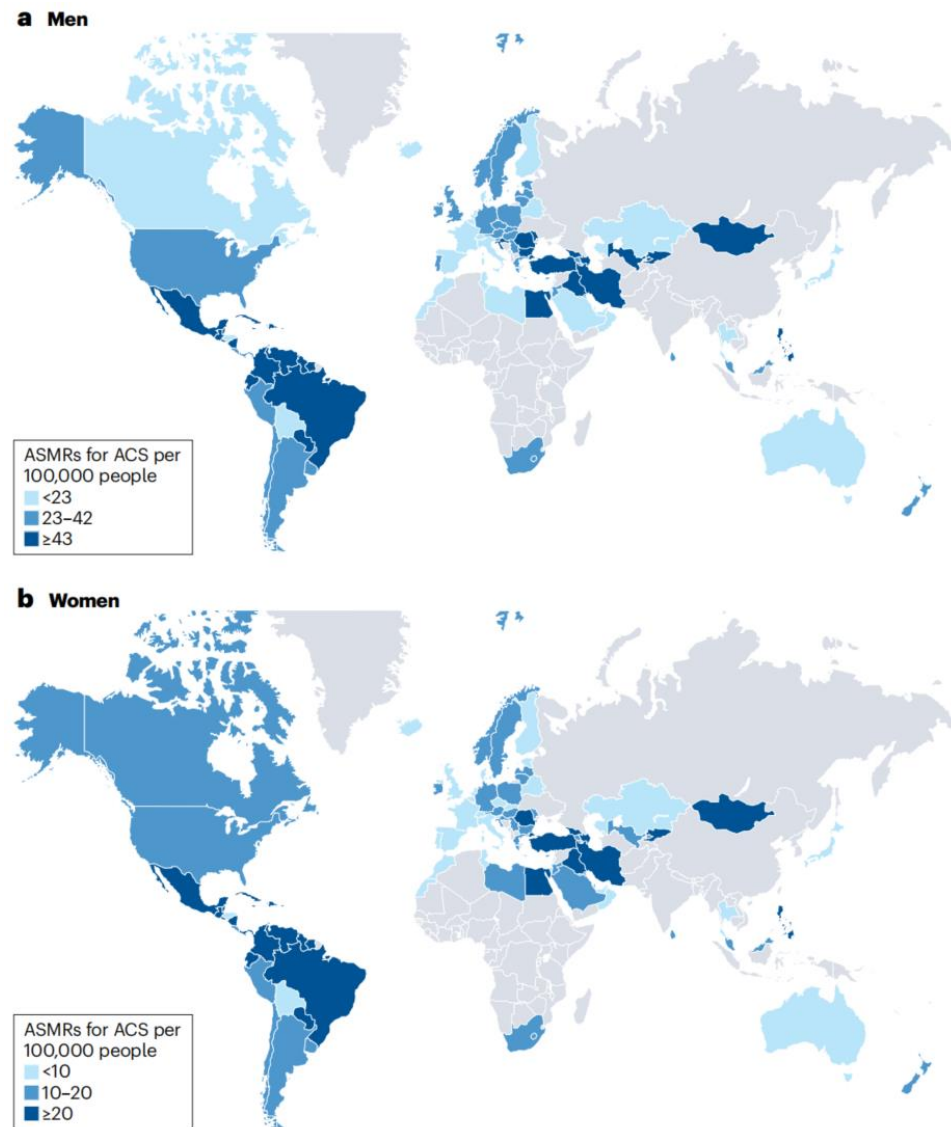 a Men
ASMRs for ACS per
100,000 people
<23
23–42
≥43
b Women
ASMRs for ACS per
100,000 people
<10
10–20
≥20